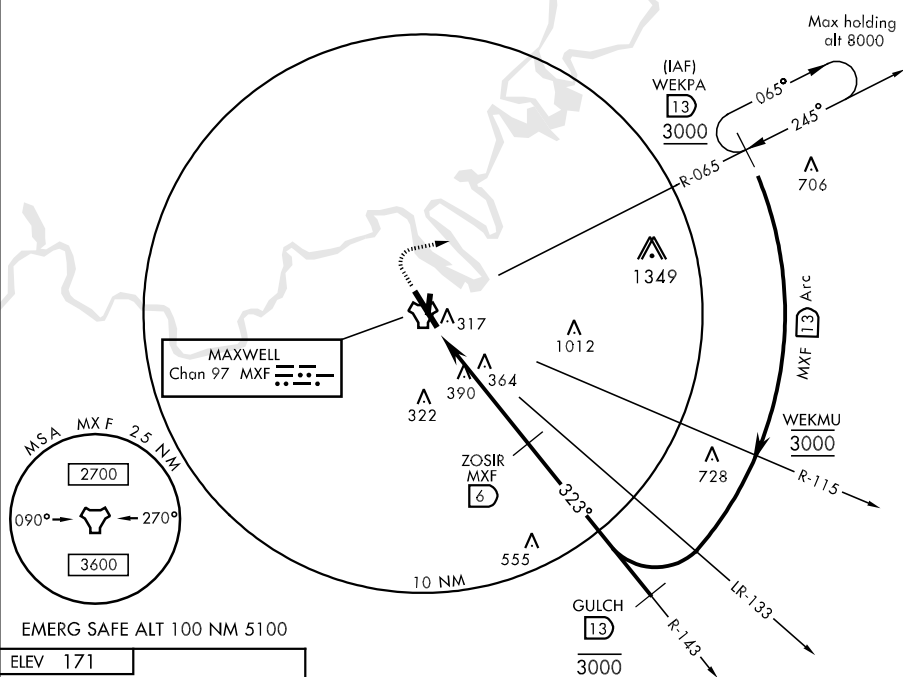 Max holding
alt 8000
(IAF)
WEKPA
13
3000
065°
245°
R-065
706
1349
MXF 13 Arc
317
1012
MAXWELL
Chan 97 MXF
364
390
322
WEKMU
3000
728
R-115
ZOSIR
MXF
6
323°
555
10 NM
LR-133
GULCH
13
3000
R-143
MSA MXF 25 NM
2700
090°
270°
3600
EMERG SAFE ALT 100 NM 5100
ELEV 171